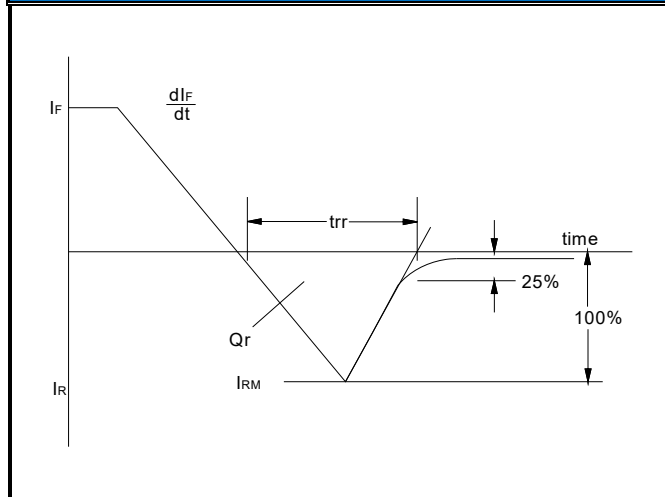 IF
dIF
dt
trr
time
25%
100%
Qr
IRM
IR